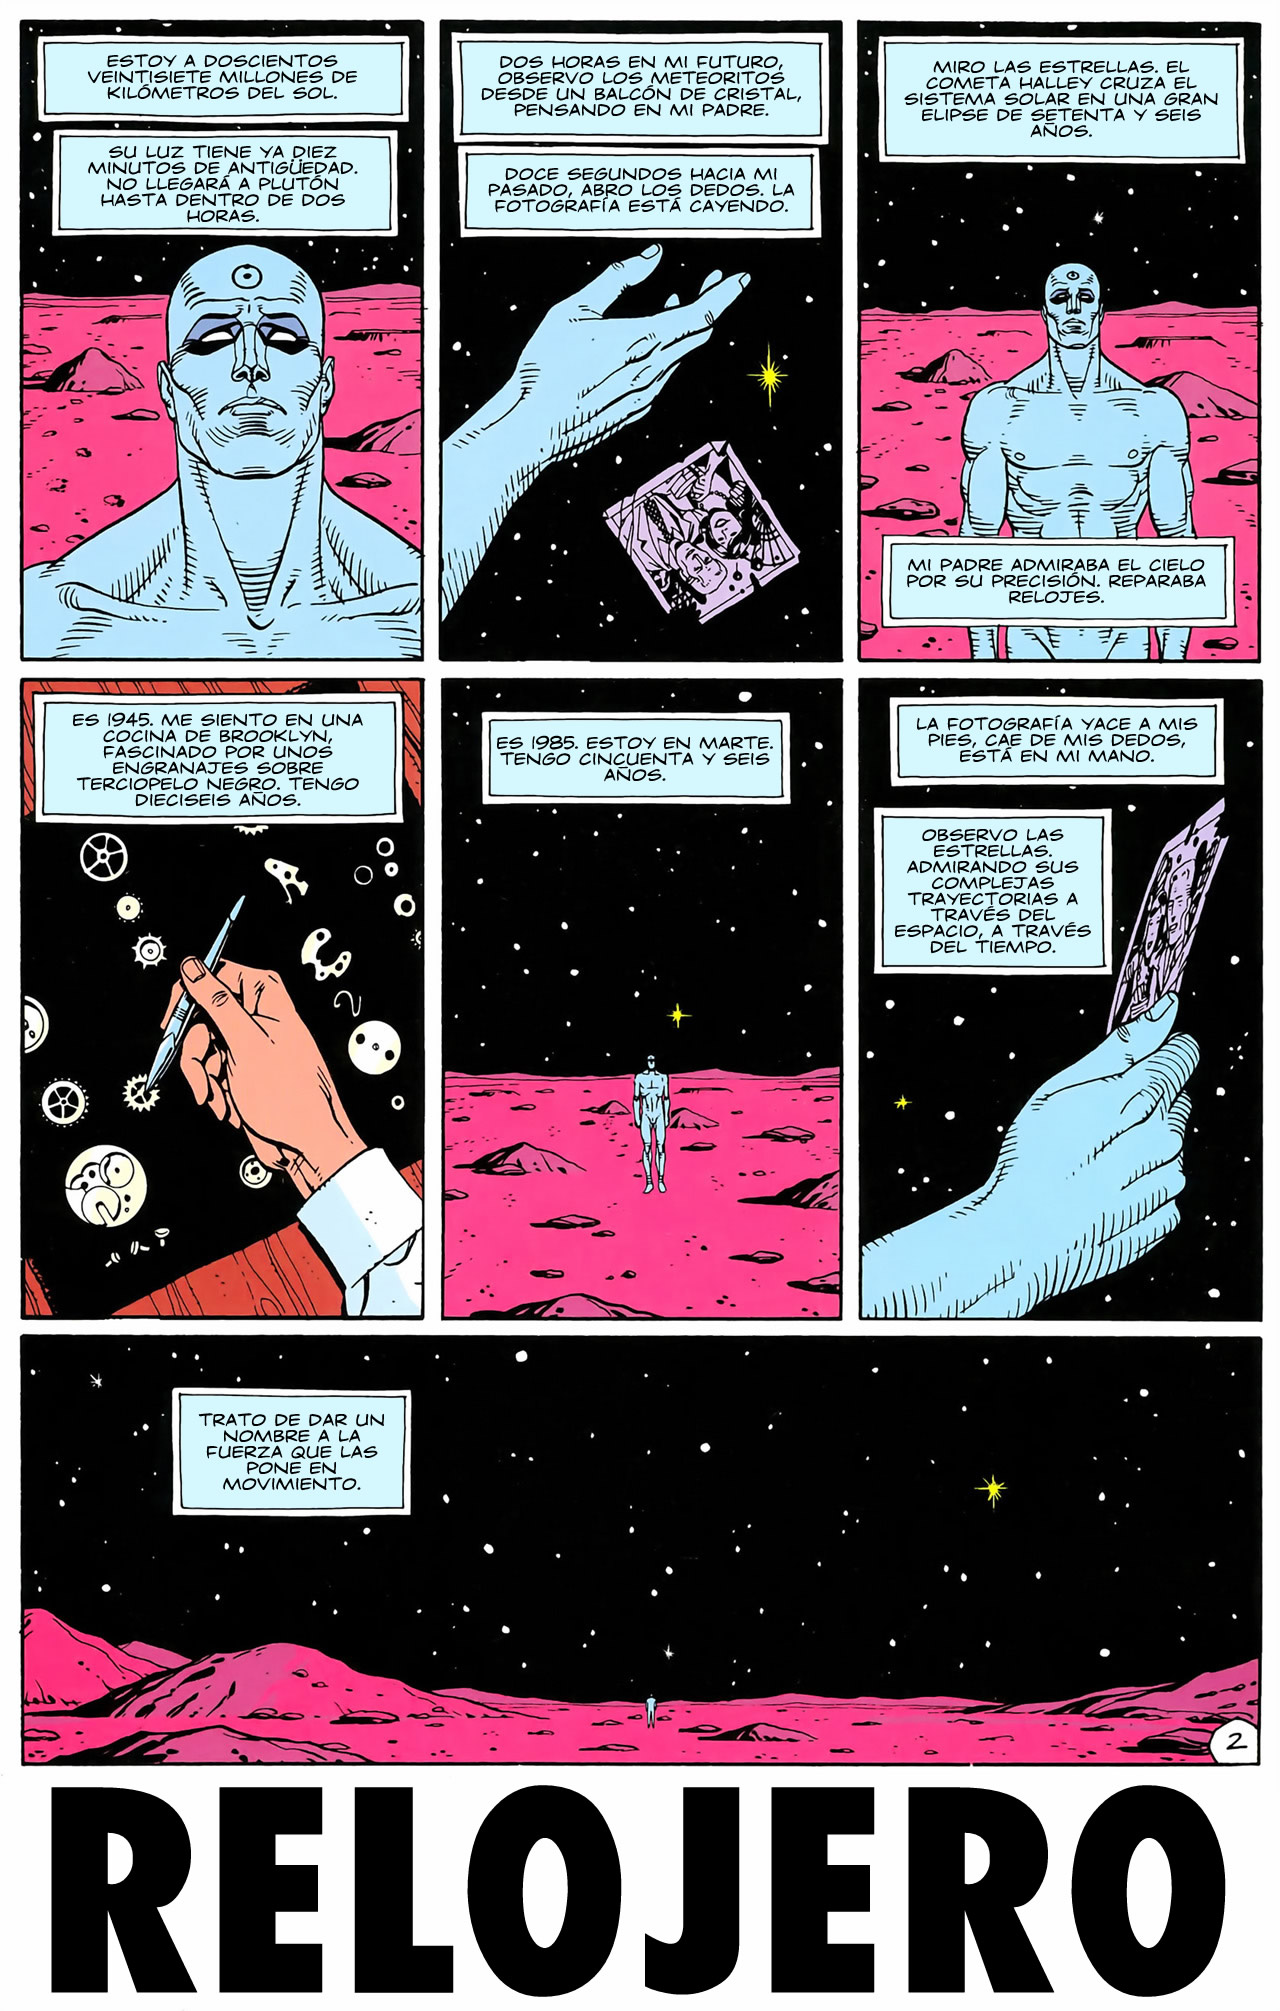 ESTOY A DOSCIENTOS
VEINTISIETE MILLONES DE
KILÓMETROS DEL SOL.
SU LUZ TIENE YA DIEZ
MINUTOS DE ANTIGÜEDAD.
NO LLEGARÁ A PLUTÓN
HASTA DENTRO DE DOS
HORAS.
DOS HORAS EN MI FUTURO,
OBSERVO LOS METEORITOS
DESDE UN BALCÓN DE CRISTAL,
PENSANDO EN MI PADRE.
DOCE SEGUNDOS HACIA MI
PASADO, ABRO LOS DEDOS. LA
FOTOGRAFÍA ESTÁ CAYENDO.
MIRO LAS ESTRELLAS. EL
COMETA HALLEY CRUZA EL
SISTEMA SOLAR EN UNA GRAN
ELIPSE DE SETENTA Y SEIS
AÑOS.
MI PADRE ADMIRABA EL CIELO
POR SU PRECISIÓN. REPARABA
RELOJES.
ES 1945. ME SIENTO EN UNA
COCINA DE BROOKLYN,
FASCINADO POR UNOS
ENGRANAJES SOBRE
TERCIOPELO NEGRO. TENGO
DIECISEIS AÑOS.
ES 1985. ESTOY EN MARTE.
TENGO CINCUENTA Y SEIS
AÑOS.
LA FOTOGRAFÍA YACE A MIS
PIES, CAE DE MIS DEDOS,
ESTÁ EN MI MANO.
OBSERVO LAS
ESTRELLAS.
ADMIRANDO SUS
COMPLEJAS
TRAYECTORIAS A
TRAVÉS DEL
ESPACIO, A TRAVÉS
DEL TIEMPO.
TRATO DE DAR UN
NOMBRE A LA
FUERZA QUE LAS
PONE EN
MOVIMIENTO.
2
RELOJERO